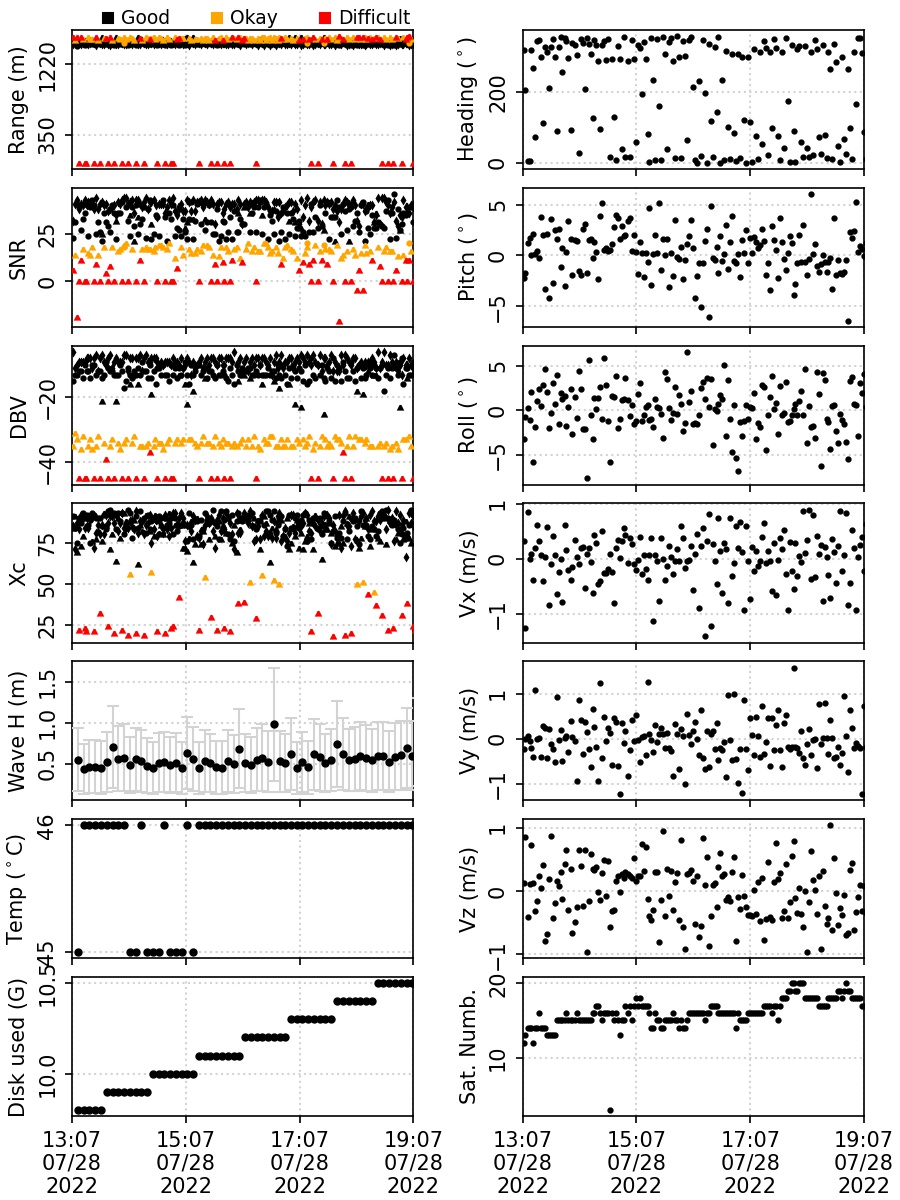 Good Okay Difficult
Range (m)
1220
350
Heading (°)
200
0
SNR
25
0
Pitch (°)
5
0
−5
DBV
−20
−40
Roll (°)
5
0
−5
Xc
75
50
25
Vx (m/s)
1
0
−1
Wave H (m)
1.5
1.0
0.5
Vy (m/s)
1
0
−1
Temp (°C)
46
45
Vz (m/s)
1
0
−1
Disk used (G)
10.5
10.0
Sat. Numb.
20
10
13:07 15:07 17:07 19:07
07/28 07/28 07/28 07/28
2022 2022 2022 2022
13:07 15:07 17:07 19:07
07/28 07/28 07/28 07/28
2022 2022 2022 2022